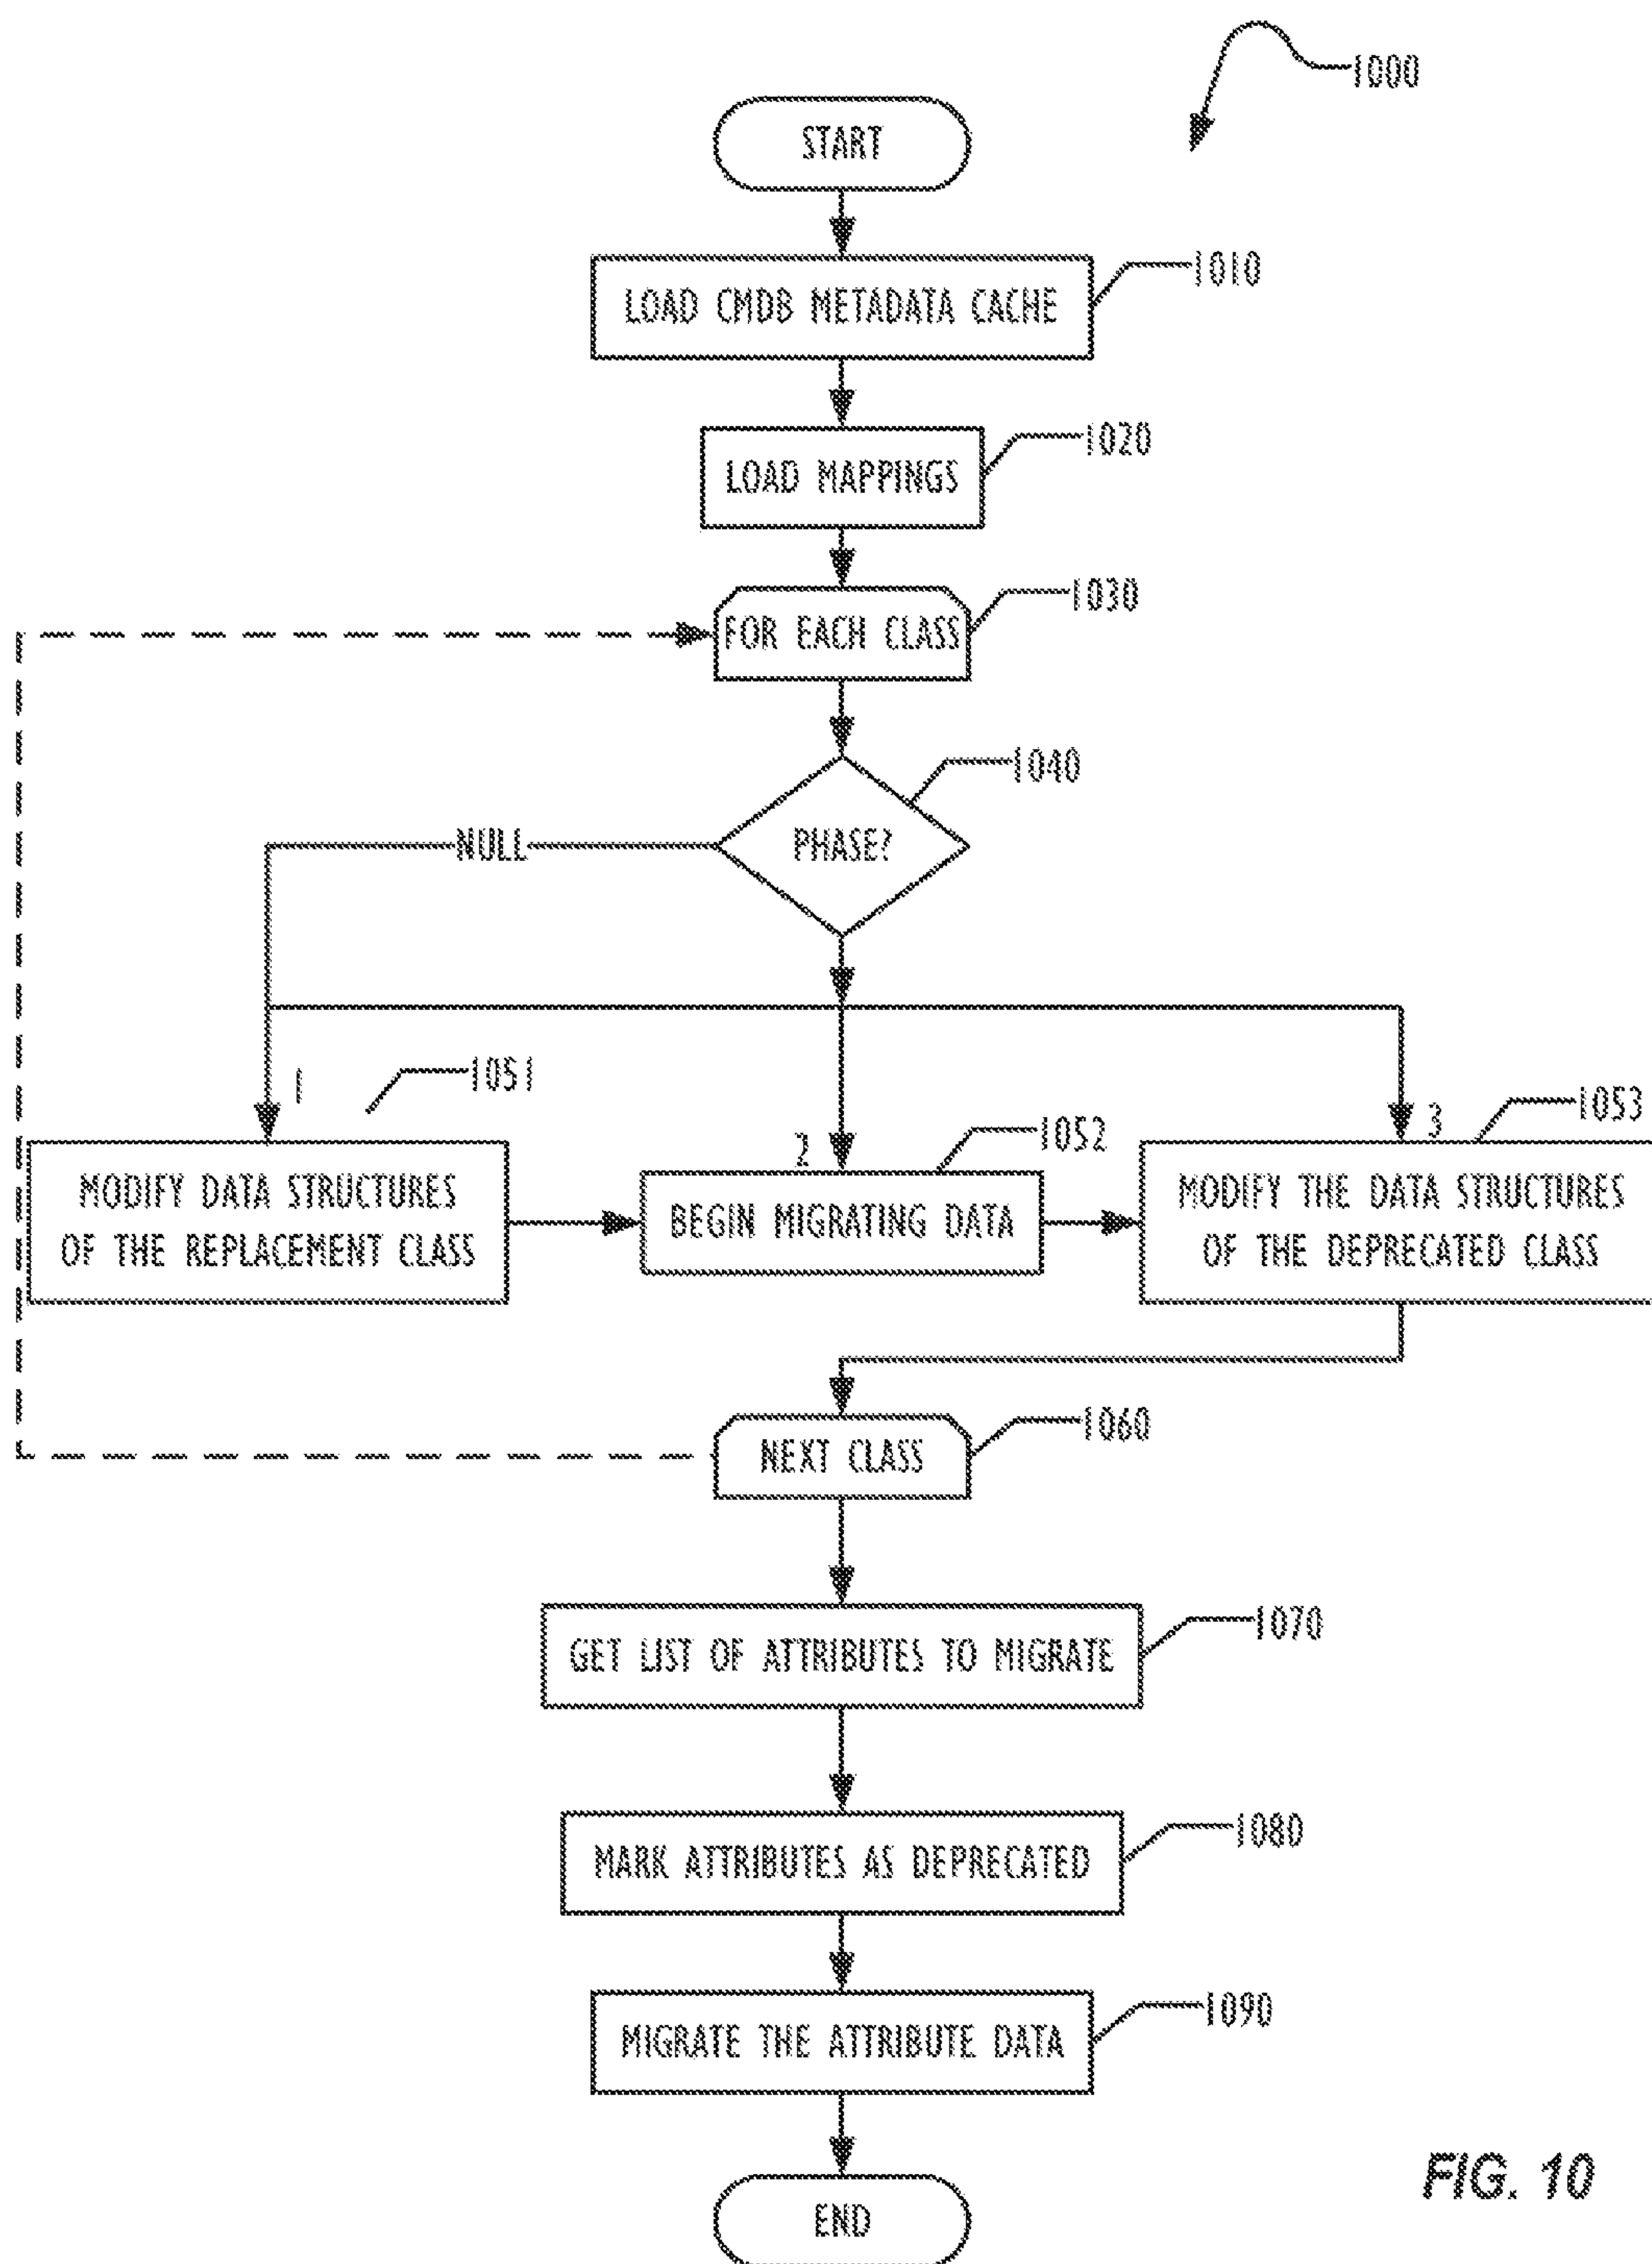 1000
START
LOAD CMDB METADATA CACHE
1010
LOAD MAPPINGS
1020
FOR EACH CLASS
1030
PHASE?
1040
NULL
1
1051
MODIFY DATA STRUCTURES
OF THE REPLACEMENT CLASS
2
1052
BEGIN MIGRATING DATA
3
1053
MODIFY THE DATA STRUCTURES
OF THE DEPRECATED CLASS
NEXT CLASS
1060
GET LIST OF ATTRIBUTES TO MIGRATE
1070
MARK ATTRIBUTES AS DEPRECATED
1080
MIGRATE THE ATTRIBUTE DATA
1090
END
FIG. 10